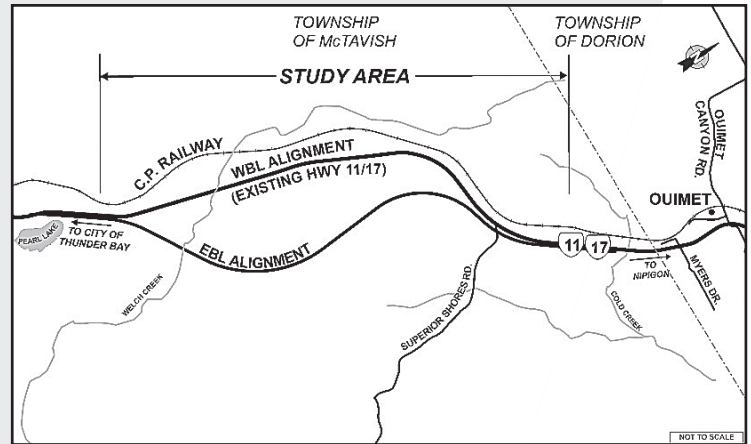 TOWNSHIP
OF McTAVISH
TOWNSHIP
OF DORION
STUDY AREA
C.P. RAILWAY
WBL ALIGNMENT
(EXISTING HWY 11/17)
OUIMET
CANYON RD.
OUIMET
PEARL LAKE
TO CITY OF
THUNDER BAY
EBL ALIGNMENT
11
17
TO
NIPIGON
MYERS DR.
WELCH CREEK
SUPERIOR SHORES RD.
COLD CREEK
NOT TO SCALE